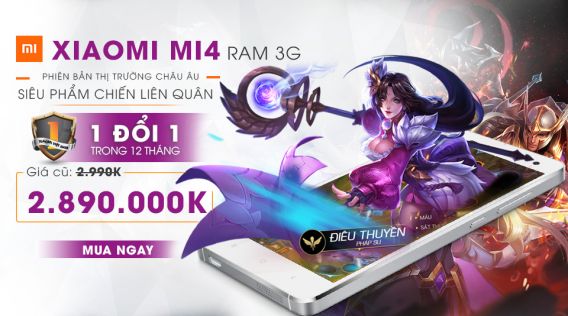 MI
XIAOMI MI4 RAM 3G
PHIÊN BẢN THỊ TRƯỜNG CHÂU ÂU
SIÊU PHẨM CHIẾN LIÊN QUÂN
1
1 ĐỔI 1
TRONG 12 THÁNG
Giá cũ: 2.990K
2.890.000K
MUA NGAY
ĐIÊU THUYỀN
PHÁP SƯ
MÁU